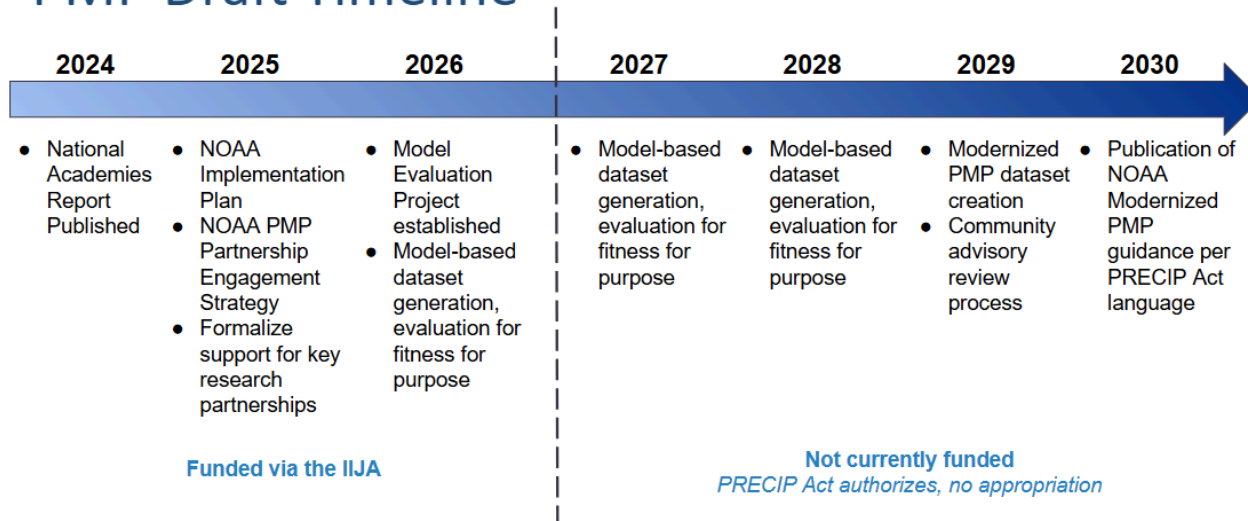 PMP Draft Timeline
2024
2025
2026
2027
2028
2029
2030
● National
Academies
Report
Published
● NOAA
Implementation
Plan
● NOAA PMP
Partnership
Engagement
Strategy
● Formalize
support for key
research
partnerships
● Model
Evaluation
Project
established
● Model-based
dataset
generation,
evaluation for
fitness for
purpose
● Model-based
dataset
generation,
evaluation for
fitness for
purpose
● Model-based
dataset
generation,
evaluation for
fitness for
purpose
● Modernized
PMP dataset
creation
● Community
advisory
review
process
● Publication of
NOAA
Modernized
PMP
guidance per
PRECIP Act
language
Funded via the IIJA
Not currently funded
PRECIP Act authorizes, no appropriation